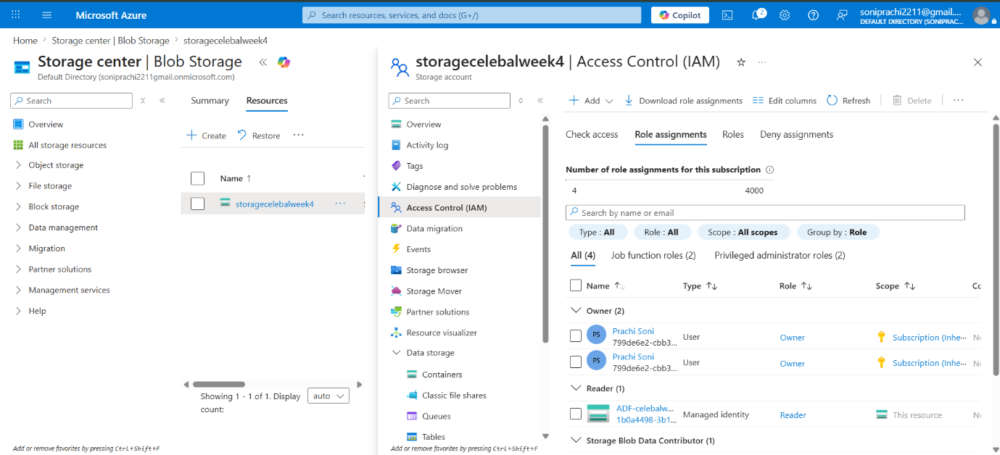 Microsoft Azure
Search resources, services, and docs (G+/)
Copilot
2
soniprachi2211@gmail....
DEFAULT DIRECTORY (SONIPRAC...
Home > Storage center | Blob Storage > storagecelebalweek4
Storage center | Blob Storage
Default Directory (soniprachi2211gmail.onmicrosoft.com)
Search
Overview
All storage resources
Object storage
File storage
Block storage
Data management
Migration
Partner solutions
Management services
Help
Add or remove favorites by pressing Ctrl+Shift+F
Summary Resources
Create Restore ...
Name ↑
storagecelebalweek4 ...
Showing 1 - 1 of 1. Display
count:
auto
storagecelebalweek4 | Access Control (IAM)
Storage account
Search
Overview
Activity log
Tags
Diagnose and solve problems
Access Control (IAM)
Data migration
Events
Storage browser
Storage Mover
Partner solutions
Resource visualizer
Data storage
Containers
Classic file shares
Queues
Tables
Add or remove favorites by pressing Ctrl+Shift+F
Add Download role assignments Edit columns Refresh Delete ...
Check access Role assignments Roles Deny assignments
Number of role assignments for this subscription
4 4000
Search by name or email
Type : All Role : All Scope : All scopes Group by : Role
All (4) Job function roles (2) Privileged administrator roles (2)
Name ↑↓ Type ↑↓ Role ↑↓ Scope ↑↓ Cc
Owner (2)
PS Prachi Soni
799de6e2-cbb3... User Owner Subscription (Inhe...
PS Prachi Soni
799de6e2-cbb3... User Owner Subscription (Inhe...
Reader (1)
ADF-celebalw...
1b0a4498-3b1... Managed identity Reader This resource
Storage Blob Data Contributor (1)